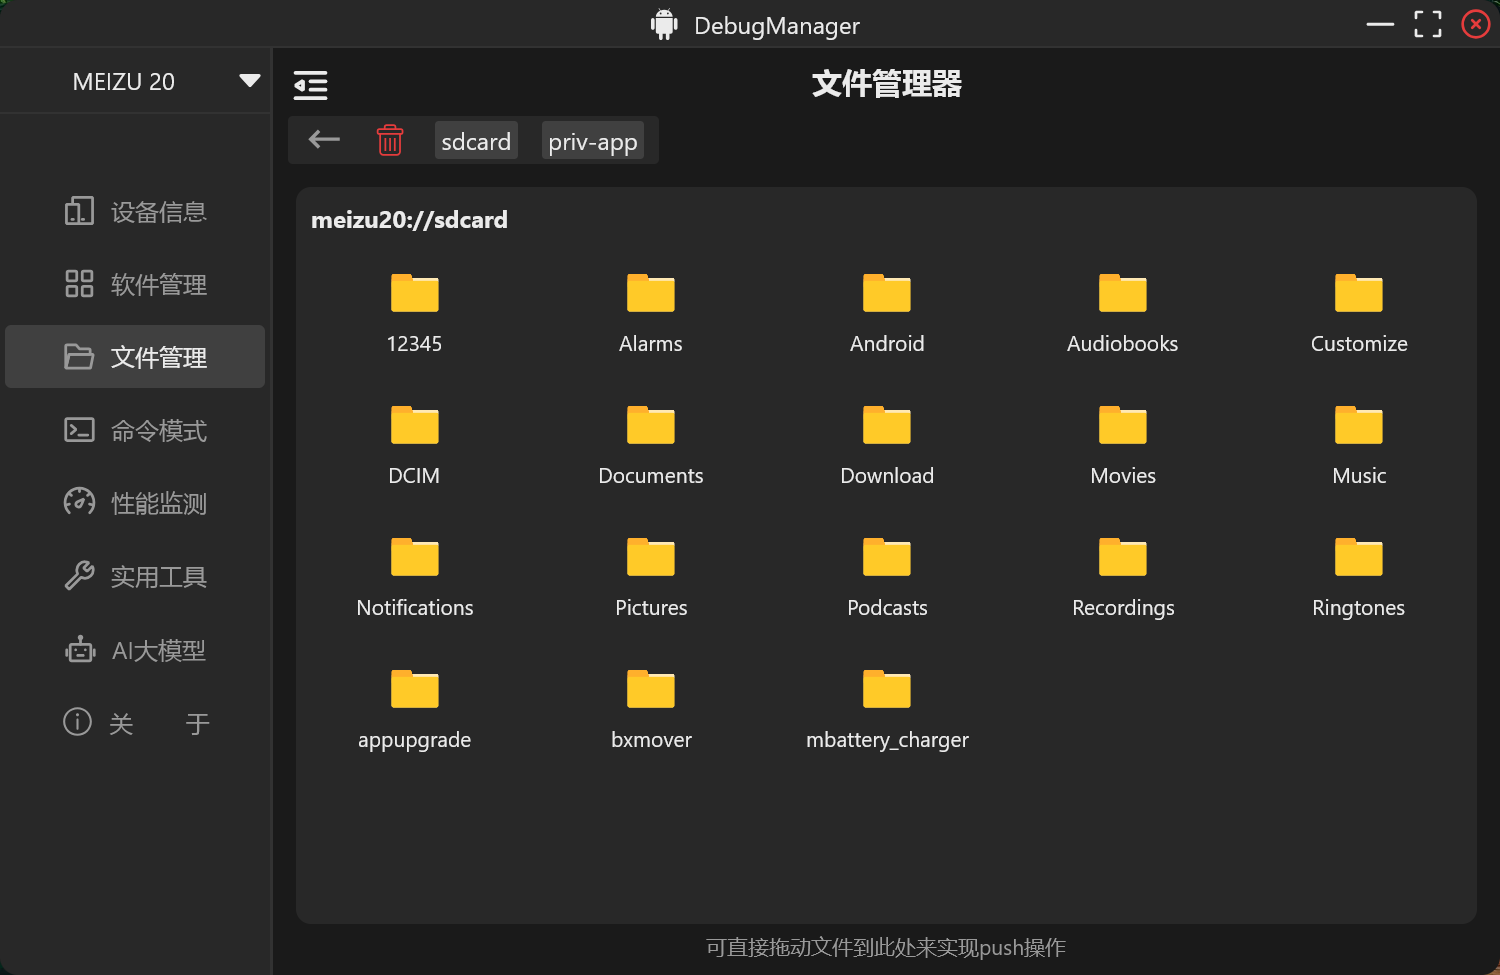 DebugManager
MEIZU 20
文件管理器
sdcard priv-app
设备信息
软件管理
文件管理
命令模式
性能监测
实用工具
AI大模型
关 于
meizu20://sdcard
12345 Alarms Android Audiobooks Customize
DCIM Documents Download Movies Music
Notifications Pictures Podcasts Recordings Ringtones
appupgrade bxmover mbattery_charger
可直接拖动文件到此处来实现push操作